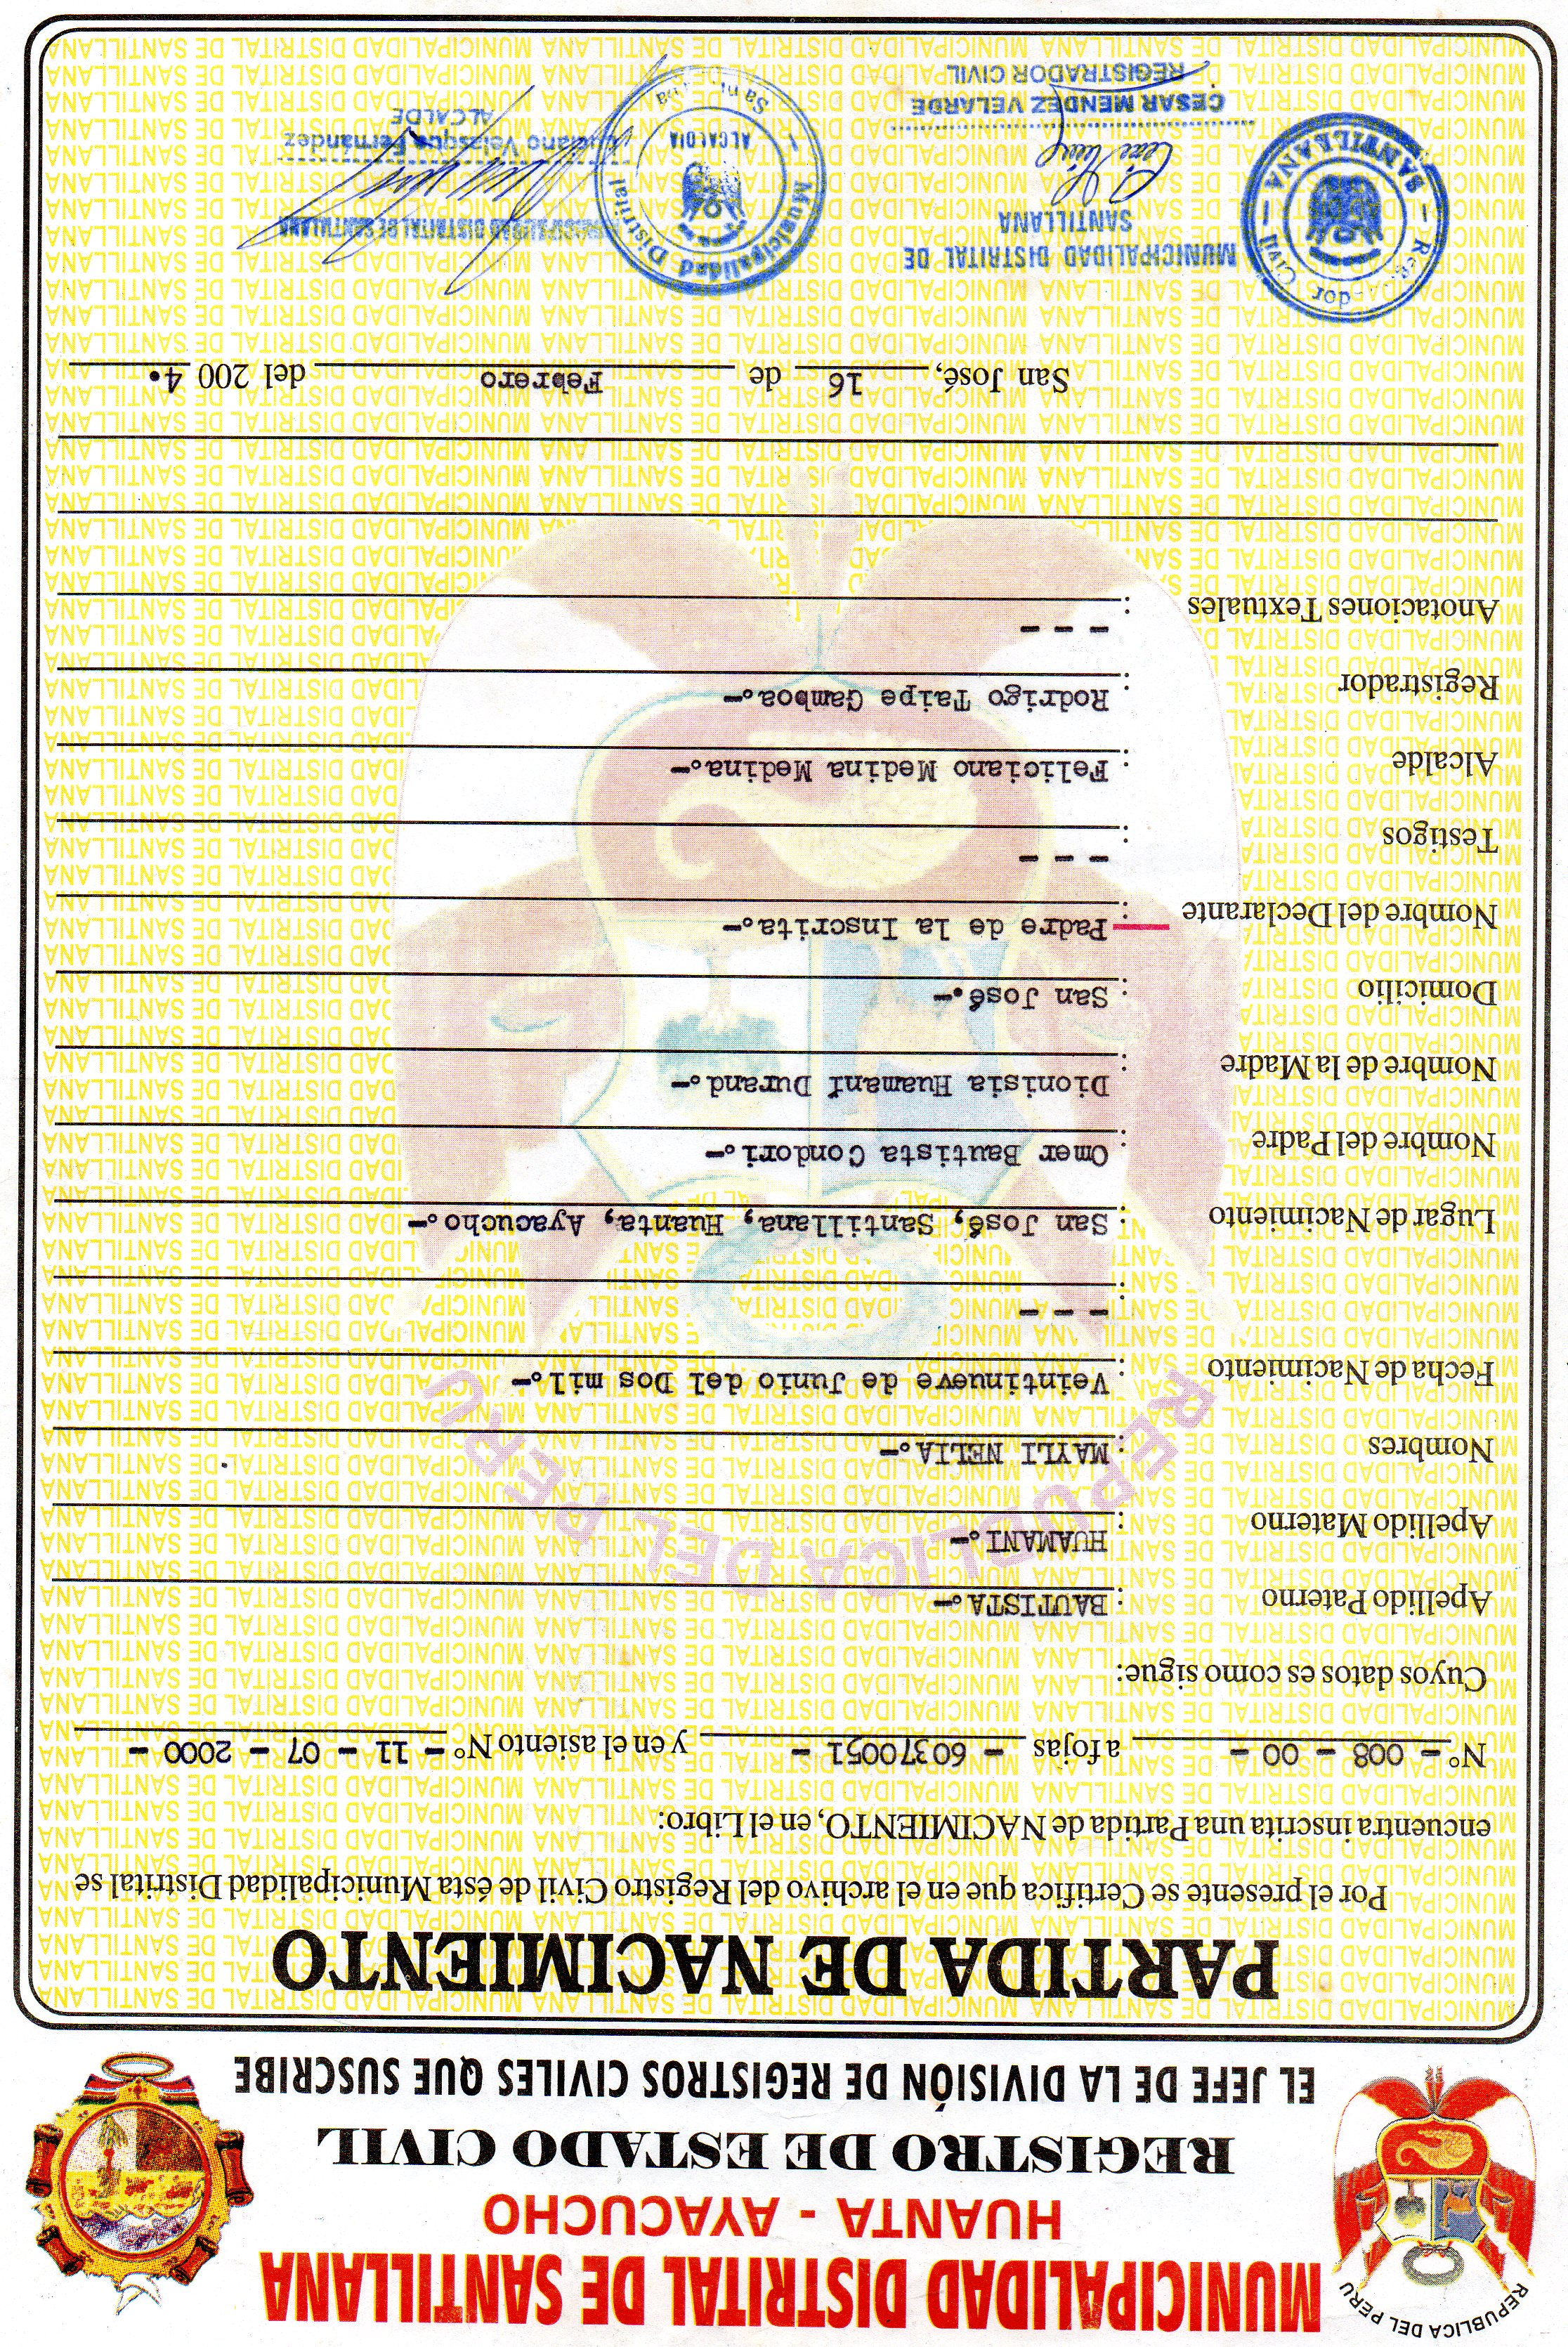 REPUBLICA DEL PERU
MUNICIPALIDAD DISTRITAL DE SANTILLANA
HUANTA - AYACUCHO
REGISTRO DE ESTADO CIVIL
EL JEFE DE LA DIVISIÓN DE REGISTROS CIVILES QUE SUSCRIBE
PARTIDA DE NACIMIENTO
Por el presente se Certifica que en el archivo del Registro Civil de ésta Municipalidad Distrital se
encuentra inscrita una Partida de NACIMIENTO, en el Libro:
N° - 008 - 00 - a fojas - 60370051 - y en el asiento N° - 11 - 07 - 2000 -
Cuyos datos es como sigue:
Apellido Paterno : BAUTISTA.-
REPUBLICA DEL PERU
Apellido Materno : HUAMANI.-
Nombres : MAYLI NELIA.-
Fecha de Nacimiento : Veintinueve de Junio del Dos mil.-
: - - -
Lugar de Nacimiento : San José, Santillana, Huanta, Ayacucho.-
Nombre del Padre : Omer Bautista Condori.-
Nombre de la Madre : Dionisia Huamaní Durand.-
Domicilio : San José.-
Nombre del Declarante : Padre de la Inscrita.-
Testigos : - - -
Alcalde : Feliciano Medina Medina.-
Registrador : Rodrigo Taipe Gamboa.-
Anotaciones Textuales : - - -
San José, 16 de Febrero del 200 4.
Registrador Civil
SANTILLANA
MUNICIPALIDAD DISTRITAL DE
SANTILLANA
CESAR MENDEZ VELARDE
REGISTRADOR CIVIL
Municipalidad Distrital
ALCALDIA
MUNICIPALIDAD DISTRITAL DE SANTILLANA
Luciano Velasque Fernández
ALCALDE